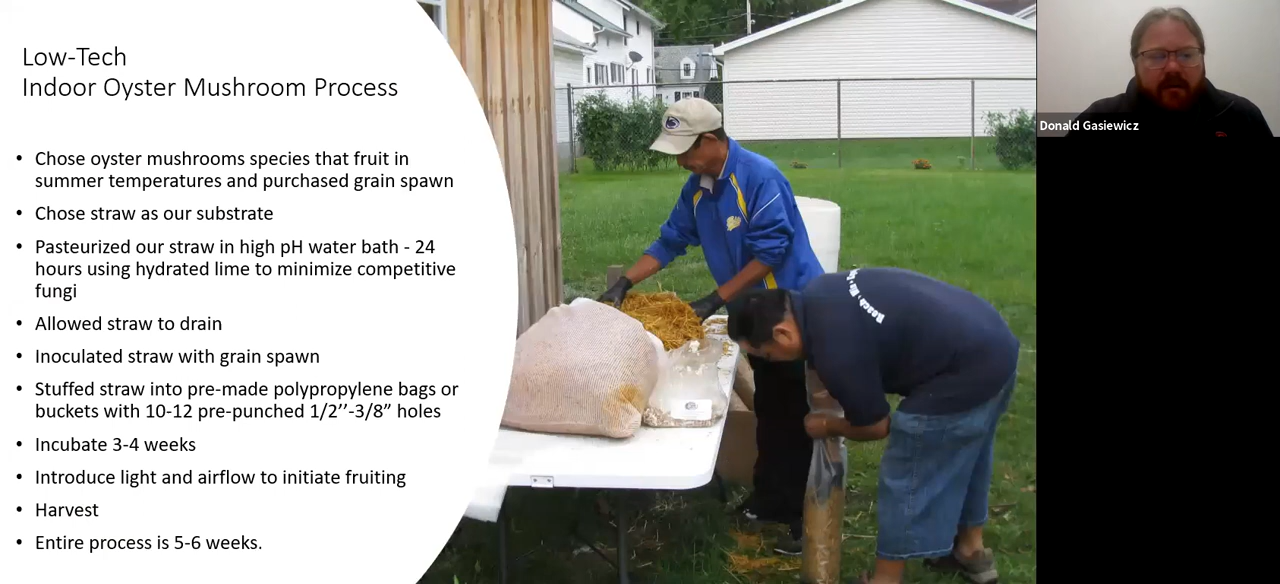 Low-Tech
Indoor Oyster Mushroom Process
• Chose oyster mushrooms species that fruit in
summer temperatures and purchased grain spawn
• Chose straw as our substrate
• Pasteurized our straw in high pH water bath - 24
hours using hydrated lime to minimize competitive
fungi
• Allowed straw to drain
• Inoculated straw with grain spawn
• Stuffed straw into pre-made polypropylene bags or
buckets with 10-12 pre-punched 1/2’’-3/8” holes
• Incubate 3-4 weeks
• Introduce light and airflow to initiate fruiting
• Harvest
• Entire process is 5-6 weeks.
Donald Gasiewicz